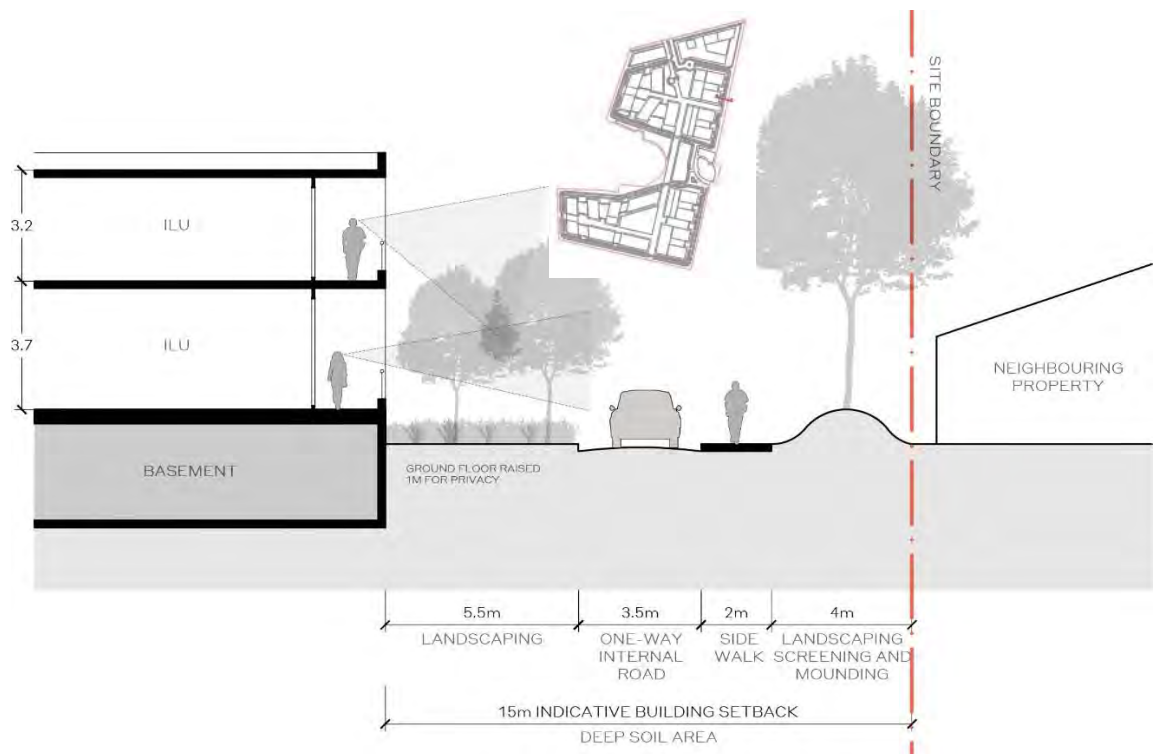 SITE BOUNDARY
3.2
ILU
3.7
ILU
NEIGHBOURING
PROPERTY
BASEMENT
GROUND FLOOR RAISED
1M FOR PRIVACY
5.5m
3.5m
2m
4m
LANDSCAPING
ONE-WAY
INTERNAL
ROAD
SIDE
WALK
LANDSCAPING
SCREENING AND
MOUNDING
15m INDICATIVE BUILDING SETBACK
DEEP SOIL AREA